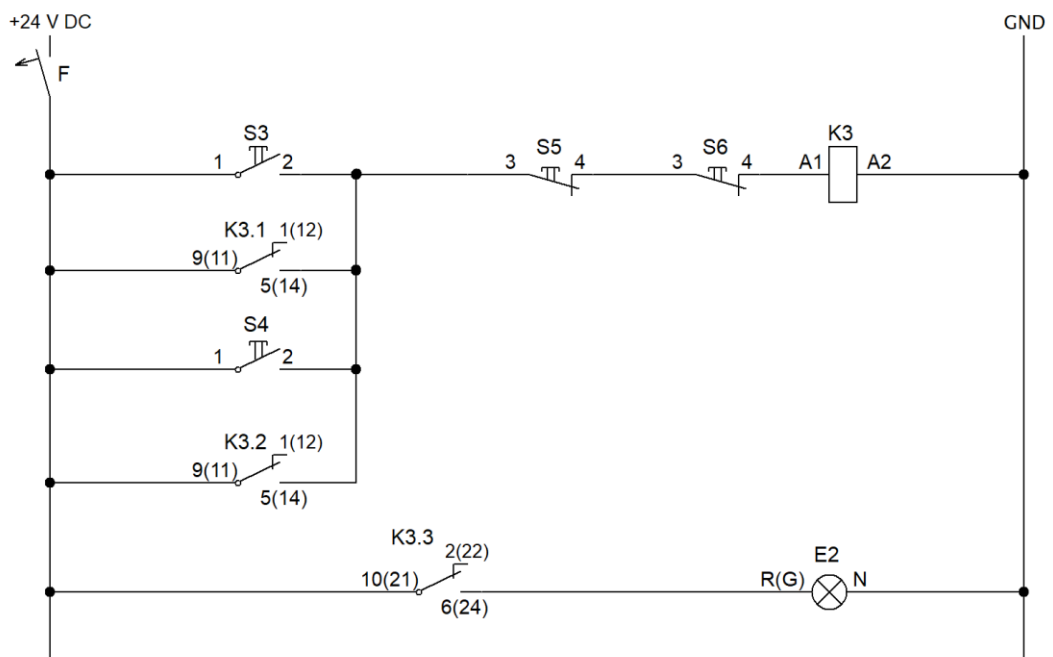 +24 V DC GND
F
S3
1 2
S5
3 4
S6
3 4
K3
A1 A2
K3.1 1(12)
9(11)
5(14)
S4
1 2
K3.2 1(12)
9(11)
5(14)
K3.3
2(22)
10(21)
6(24)
E2
R(G) N